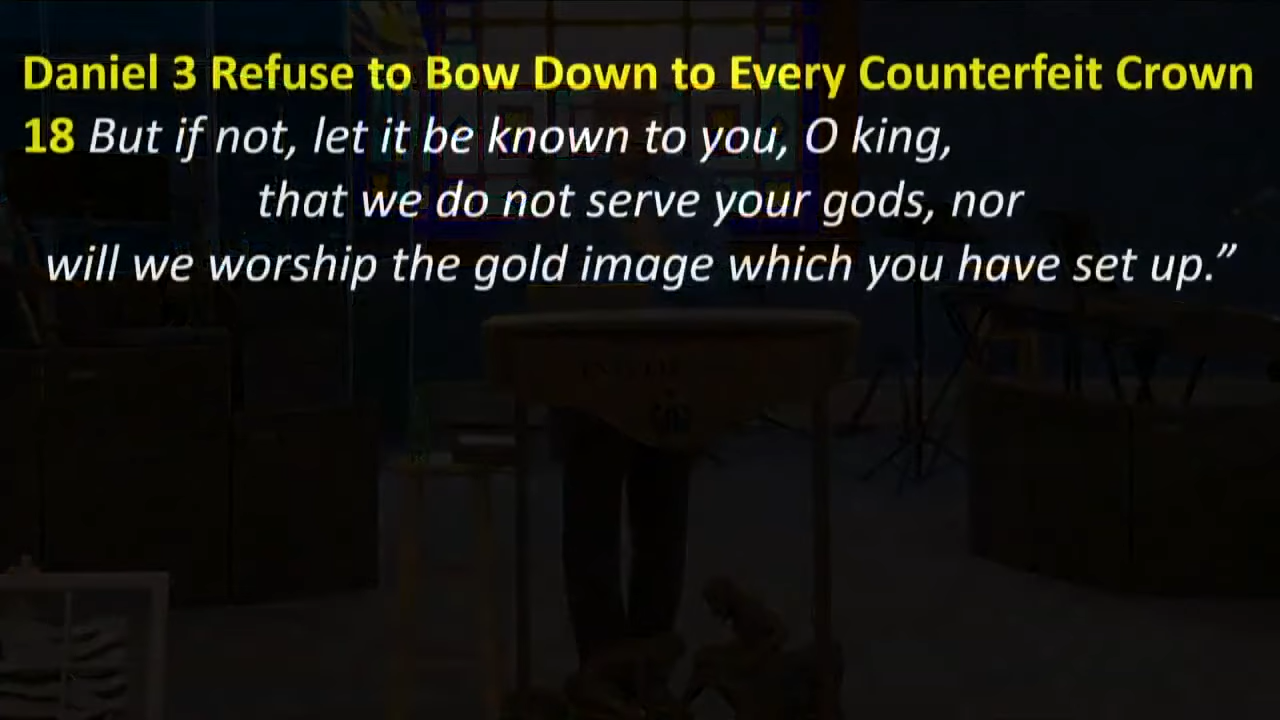 Daniel 3 Refuse to Bow Down to Every Counterfeit Crown
18 But if not, let it be known to you, O king,
that we do not serve your gods, nor
will we worship the gold image which you have set up.”